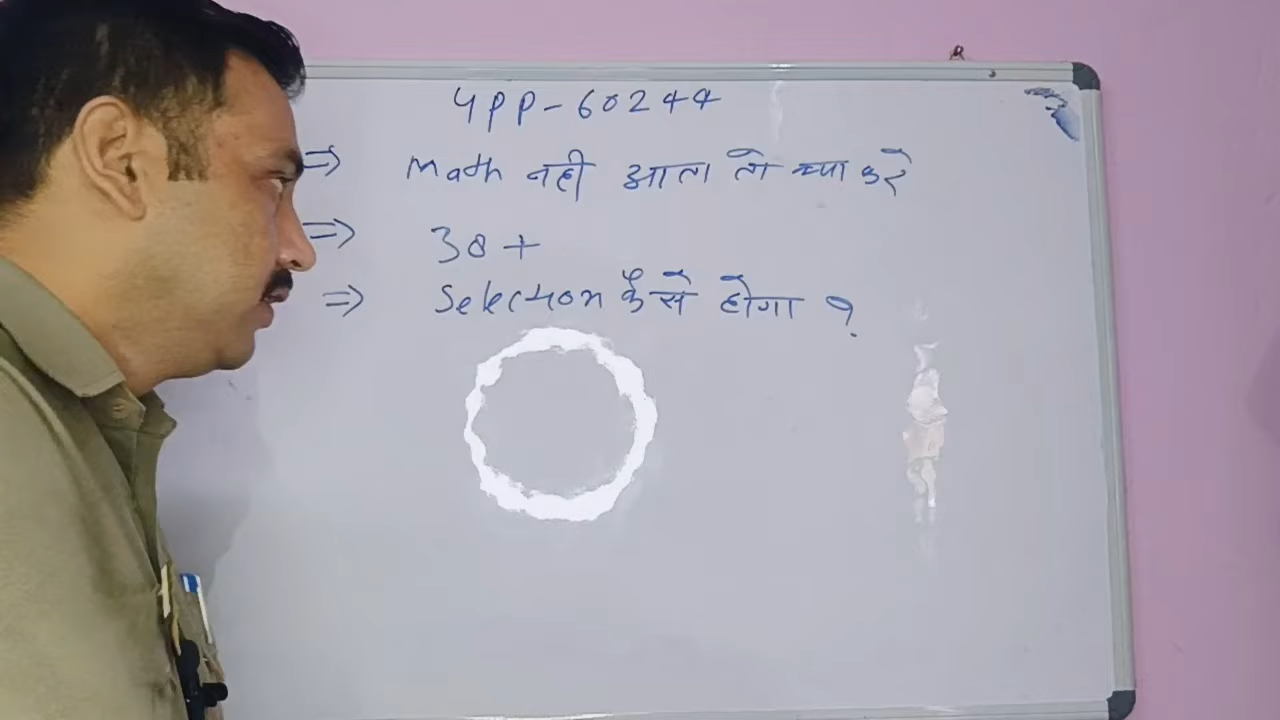 UPP-60244
⇒ Math नही आता तो क्या करे
⇒ 38+
⇒ Selection कैसे होगा ?